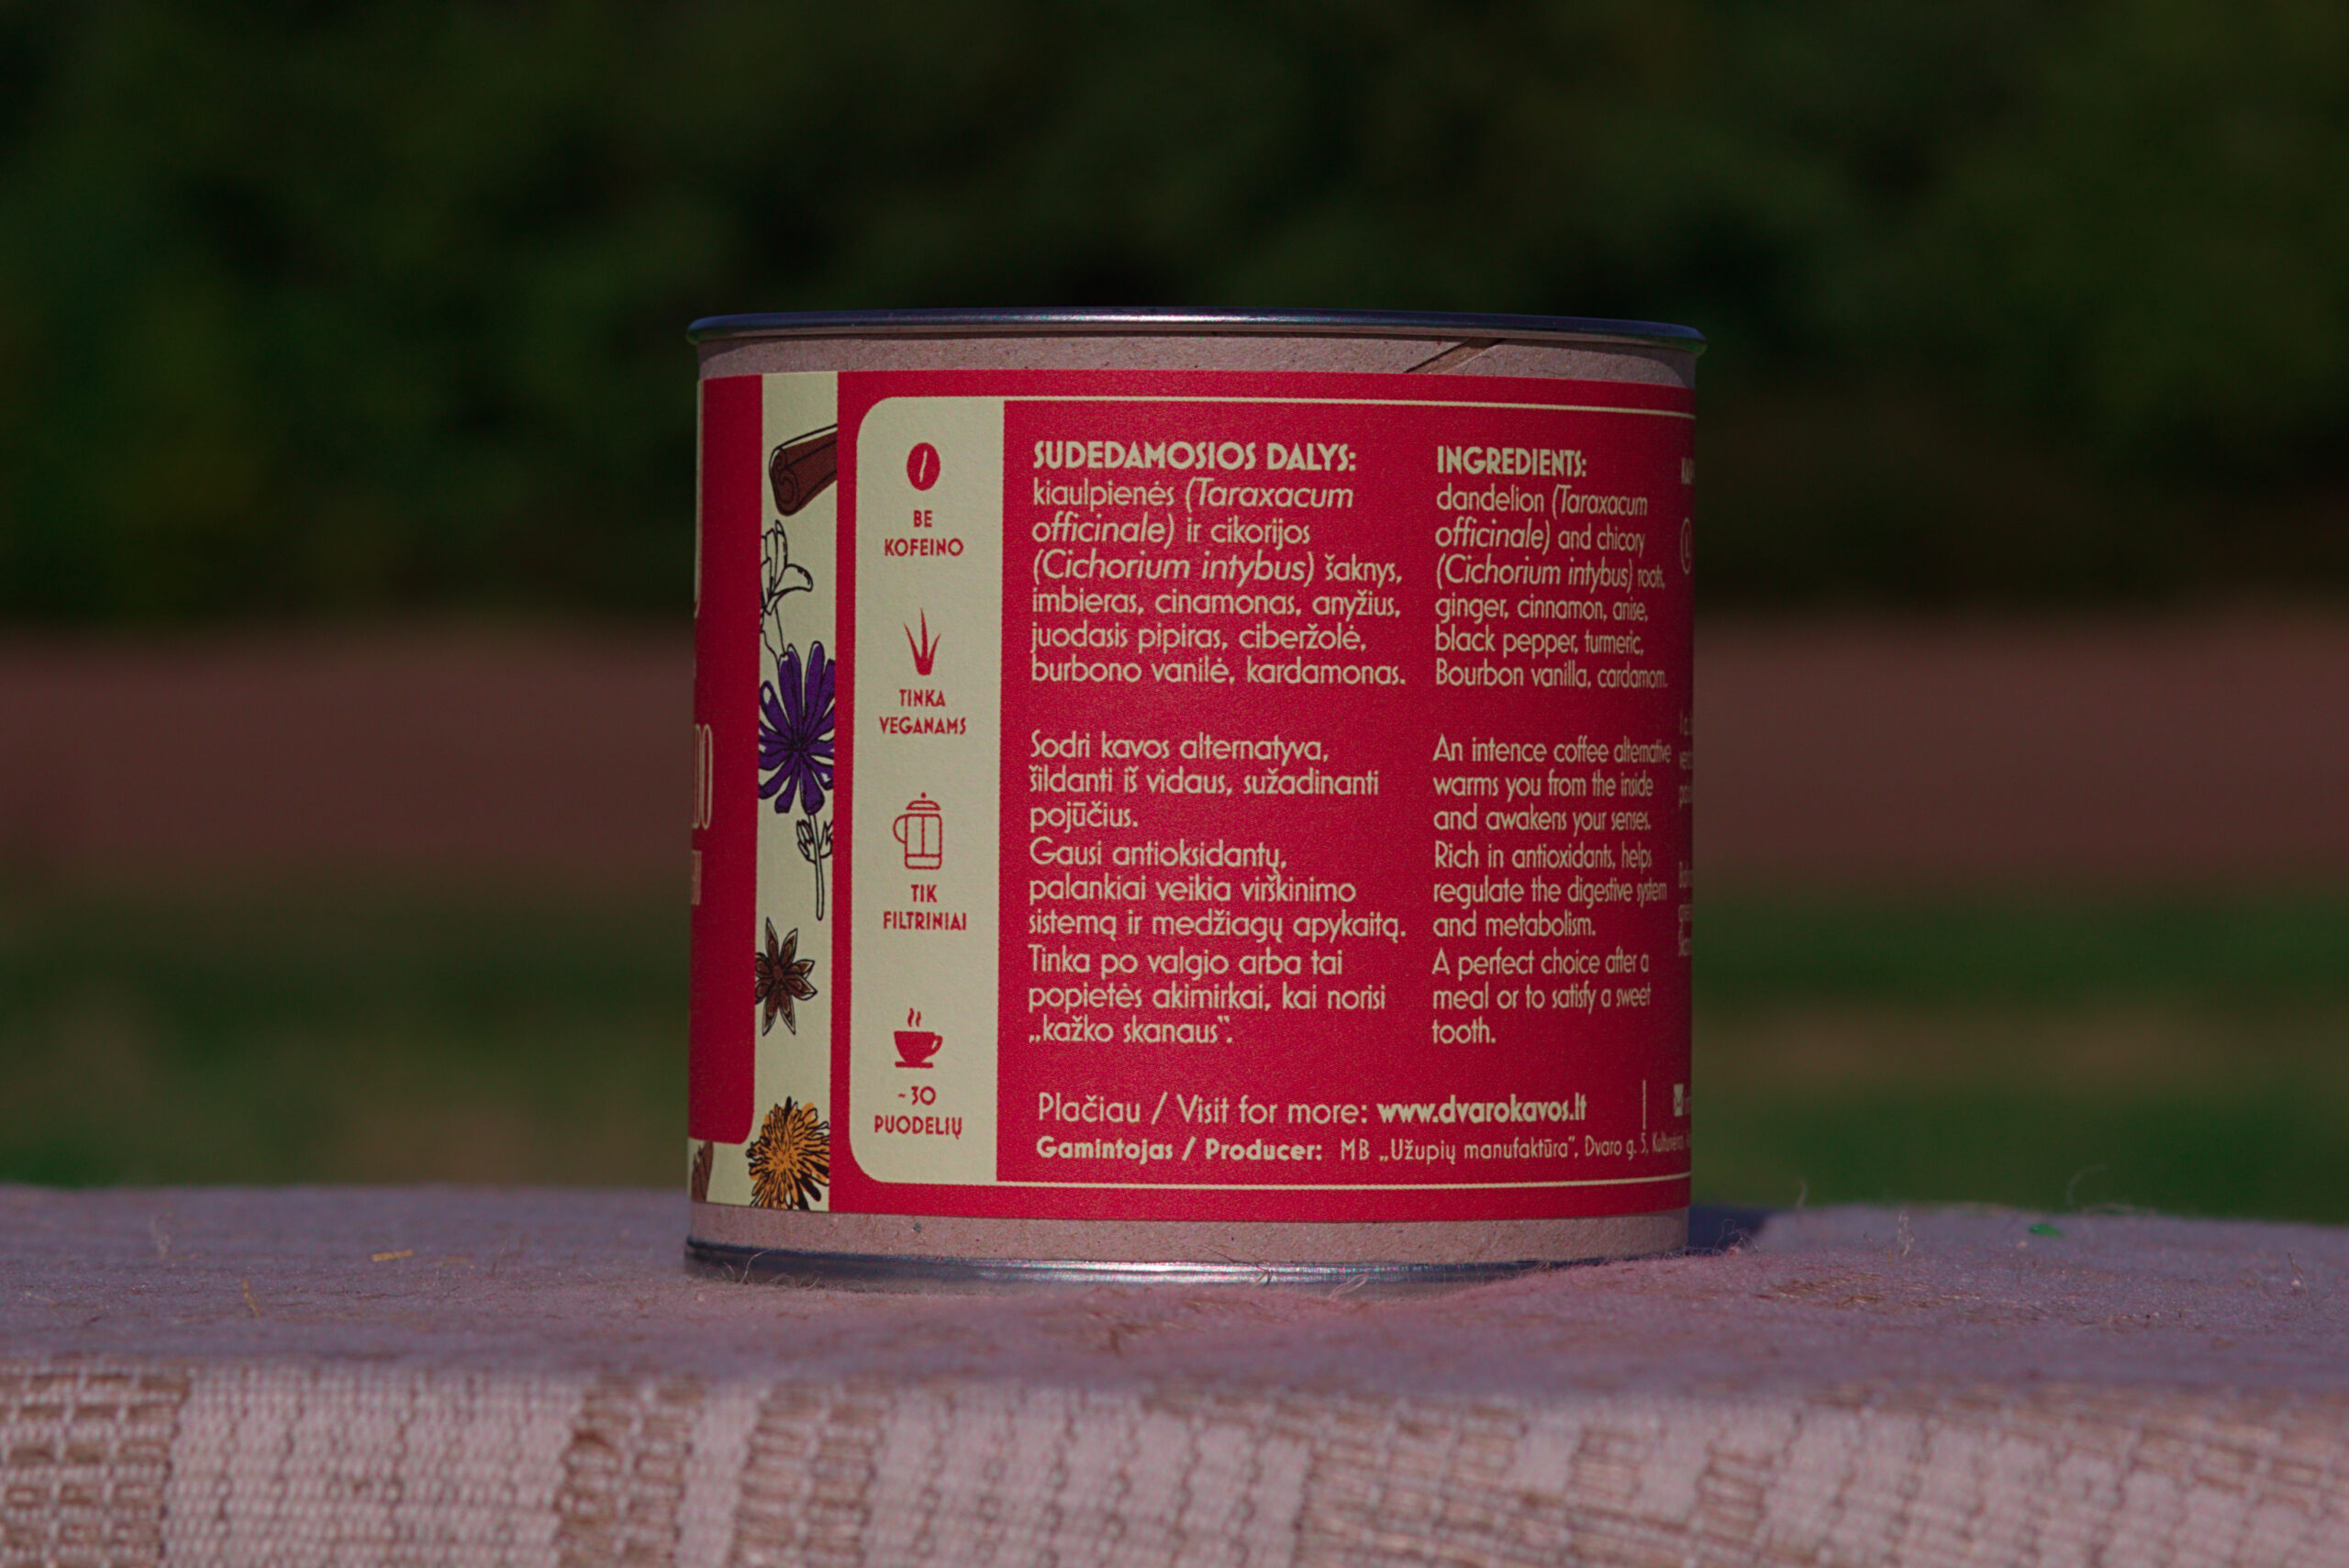 BE
KOFEINO
TINKA
VEGANAMS
TIK
FILTRINIAI
~30
PUODELIŲ
SUDEDAMOSIOS DALYS:
kiaulpienės (Taraxacum
officinale) ir cikorijos
(Cichorium intybus) šaknys,
imbieras, cinamonas, anyžius,
juodasis pipiras, ciberžolė,
burbono vanilė, kardamonas.
Sodri kavos alternatyva,
šildanti iš vidaus, sužadinanti
pojūčius.
Gausi antioksidantų,
palankiai veikia virškinimo
sistemą ir medžiagų apykaitą.
Tinka po valgio arba tai
popietės akimirkai, kai norisi
„kažko skanaus“.
INGREDIENTS:
dandelion (Taraxacum
officinale) and chicory
(Cichorium intybus) roots,
ginger, cinnamon, anise,
black pepper, turmeric,
Bourbon vanilla, cardamom.
An intence coffee alternative
warms you from the inside
and awakens your senses.
Rich in antioxidants, helps
regulate the digestive system
and metabolism.
A perfect choice after a
meal or to satisfy a sweet
tooth.
Plačiau / Visit for more: www.dvarokavos.lt
Gamintojas / Producer: MB „Užupių manufaktūra“, Dvaro g. 5,